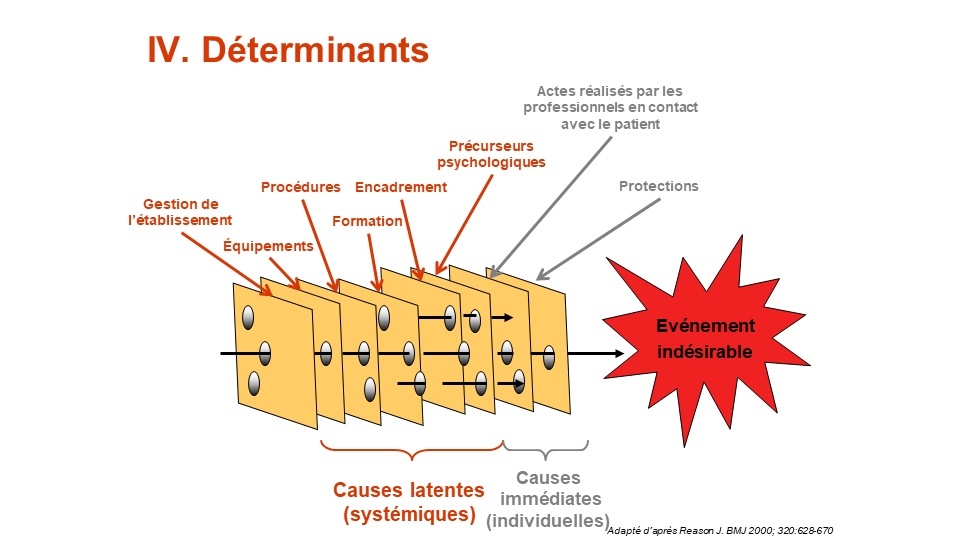 IV. Déterminants
Actes réalisés par les
professionnels en contact
avec le patient
Précurseurs
psychologiques
Procédures
Encadrement
Protections
Gestion de
l’établissement
Formation
Équipements
Evénement
indésirable
Causes latentes
(systémiques)
Causes
immédiates
(individuelles)
Adapté d’après Reason J. BMJ 2000; 320:628-670